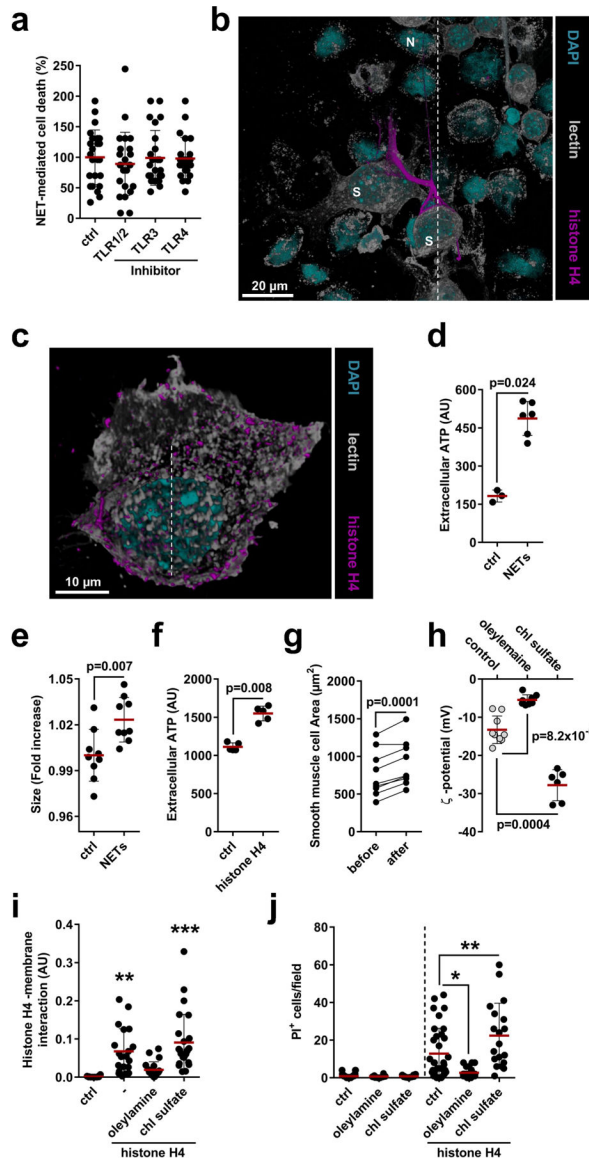 a
NET-mediated cell death (%)
250
200
150
100
50
0
ctrl
TLR1/2
TLR3
TLR4
Inhibitor
b
N
S
S
20 µm
DAPI
lectin
histone H4
c
10 µm
DAPI
lectin
histone H4
d
Extracellular ATP (AU)
600
450
300
150
0
p=0.024
ctrl
NETs
e
Size (Fold increase)
1.05
1.02
0.99
0.96
p=0.007
ctrl
NETs
f
Extracellular ATP (AU)
2000
1500
1000
500
0
p=0.008
ctrl
histone H4
g
Smooth muscle cell Area (µm²)
2000
1500
1000
500
0
p=0.0001
before
after
h
control
oleylemaine
chl sulfate
ζ -potential (mV)
0
-10
-20
-30
-40
p=8.2x10⁻
p=0.0004
i
Histone H4 -membrane
interaction (AU)
0.4
0.3
0.2
0.1
0.0
**
***
ctrl
-
oleylamine
chl sulfate
histone H4
j
PI⁺ cells/field
80
60
40
20
0
**
*
ctrl
oleylamine
chl sulfate
ctrl
oleylamine
chl sulfate
histone H4